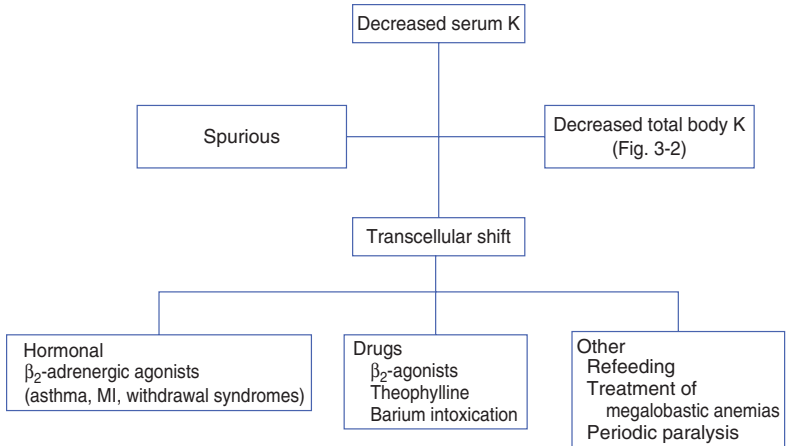 Decreased serum K
Spurious
Decreased total body K
(Fig. 3-2)
Transcellular shift
Hormonal
β₂-adrenergic agonists
(asthma, MI, withdrawal syndromes)
Drugs
β₂-agonists
Theophylline
Barium intoxication
Other
Refeeding
Treatment of
megalobastic anemias
Periodic paralysis